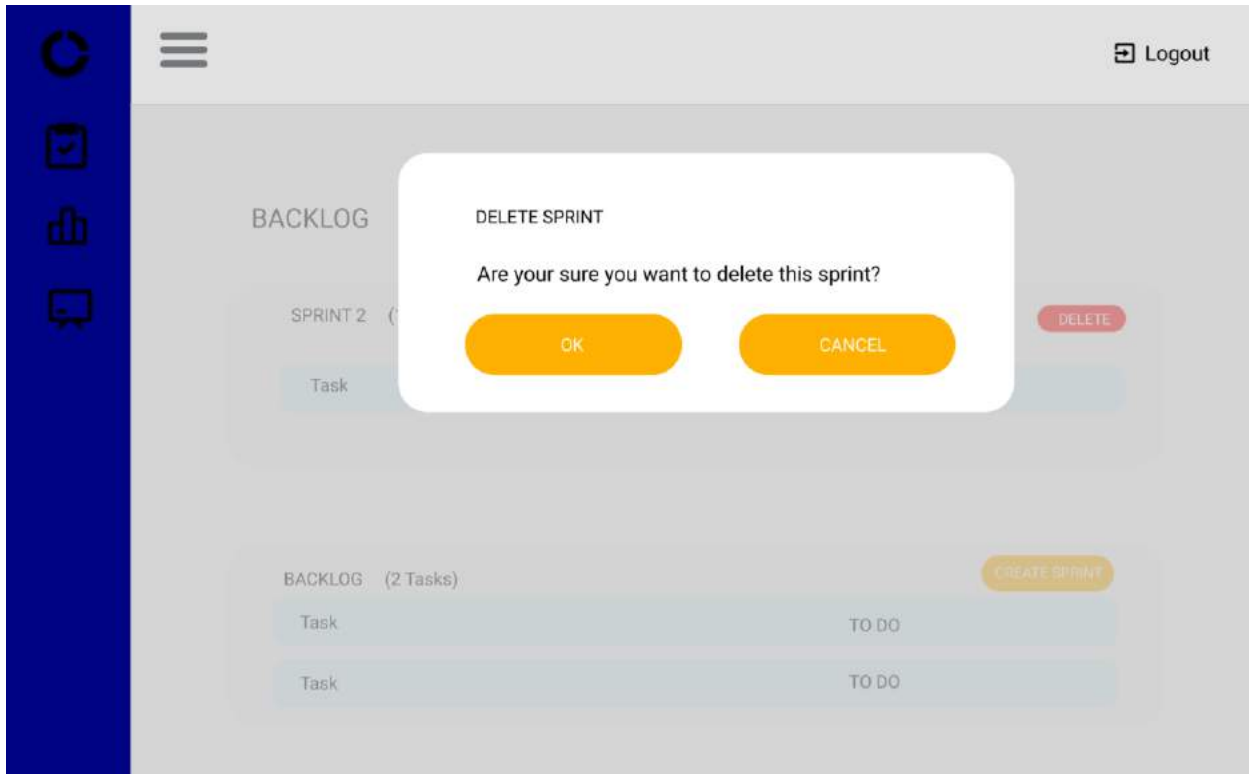 Logout
BACKLOG
DELETE SPRINT
Are your sure you want to delete this sprint?
OK
CANCEL
SPRINT 2 (
DELETE
Task
BACKLOG (2 Tasks)
CREATE SPRINT
Task TO DO
Task TO DO